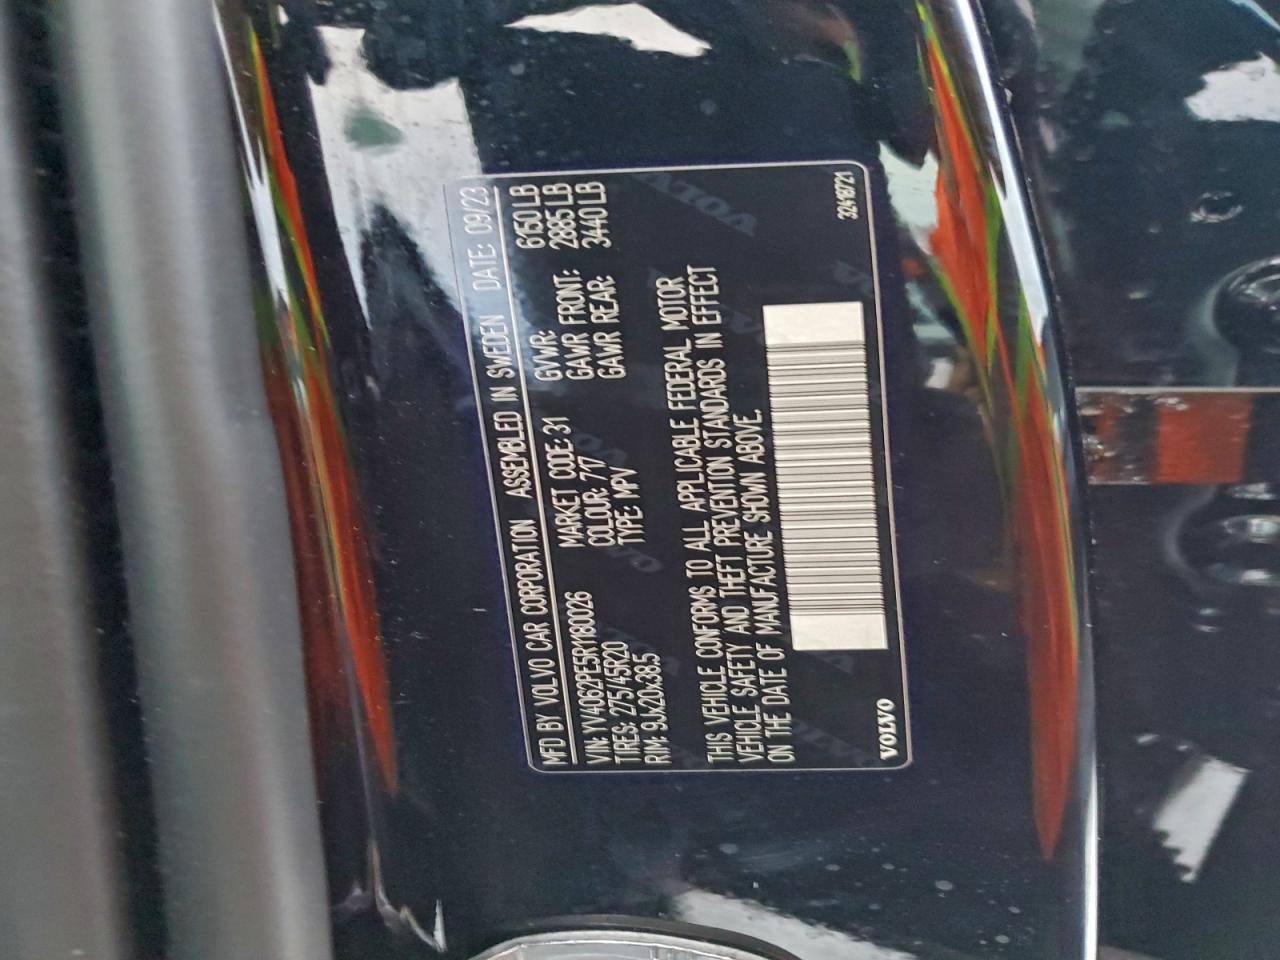 MFD BY VOLVO CAR CORPORATION ASSEMBLED IN SWEDEN DATE: 09/23
VIN: YV4062PE5R1180026
TIRES: 275/45R20
RIM: 9Jx20x38.5
MARKET CODE: 31
COLOUR: 717
TYPE: MPV
GVWR: 6150 LB
GAWR FRONT: 2885 LB
GAWR REAR: 3440 LB
THIS VEHICLE CONFORMS TO ALL APPLICABLE FEDERAL MOTOR
VEHICLE SAFETY AND THEFT PREVENTION STANDARDS IN EFFECT
ON THE DATE OF MANUFACTURE SHOWN ABOVE.
VOLVO
32418721